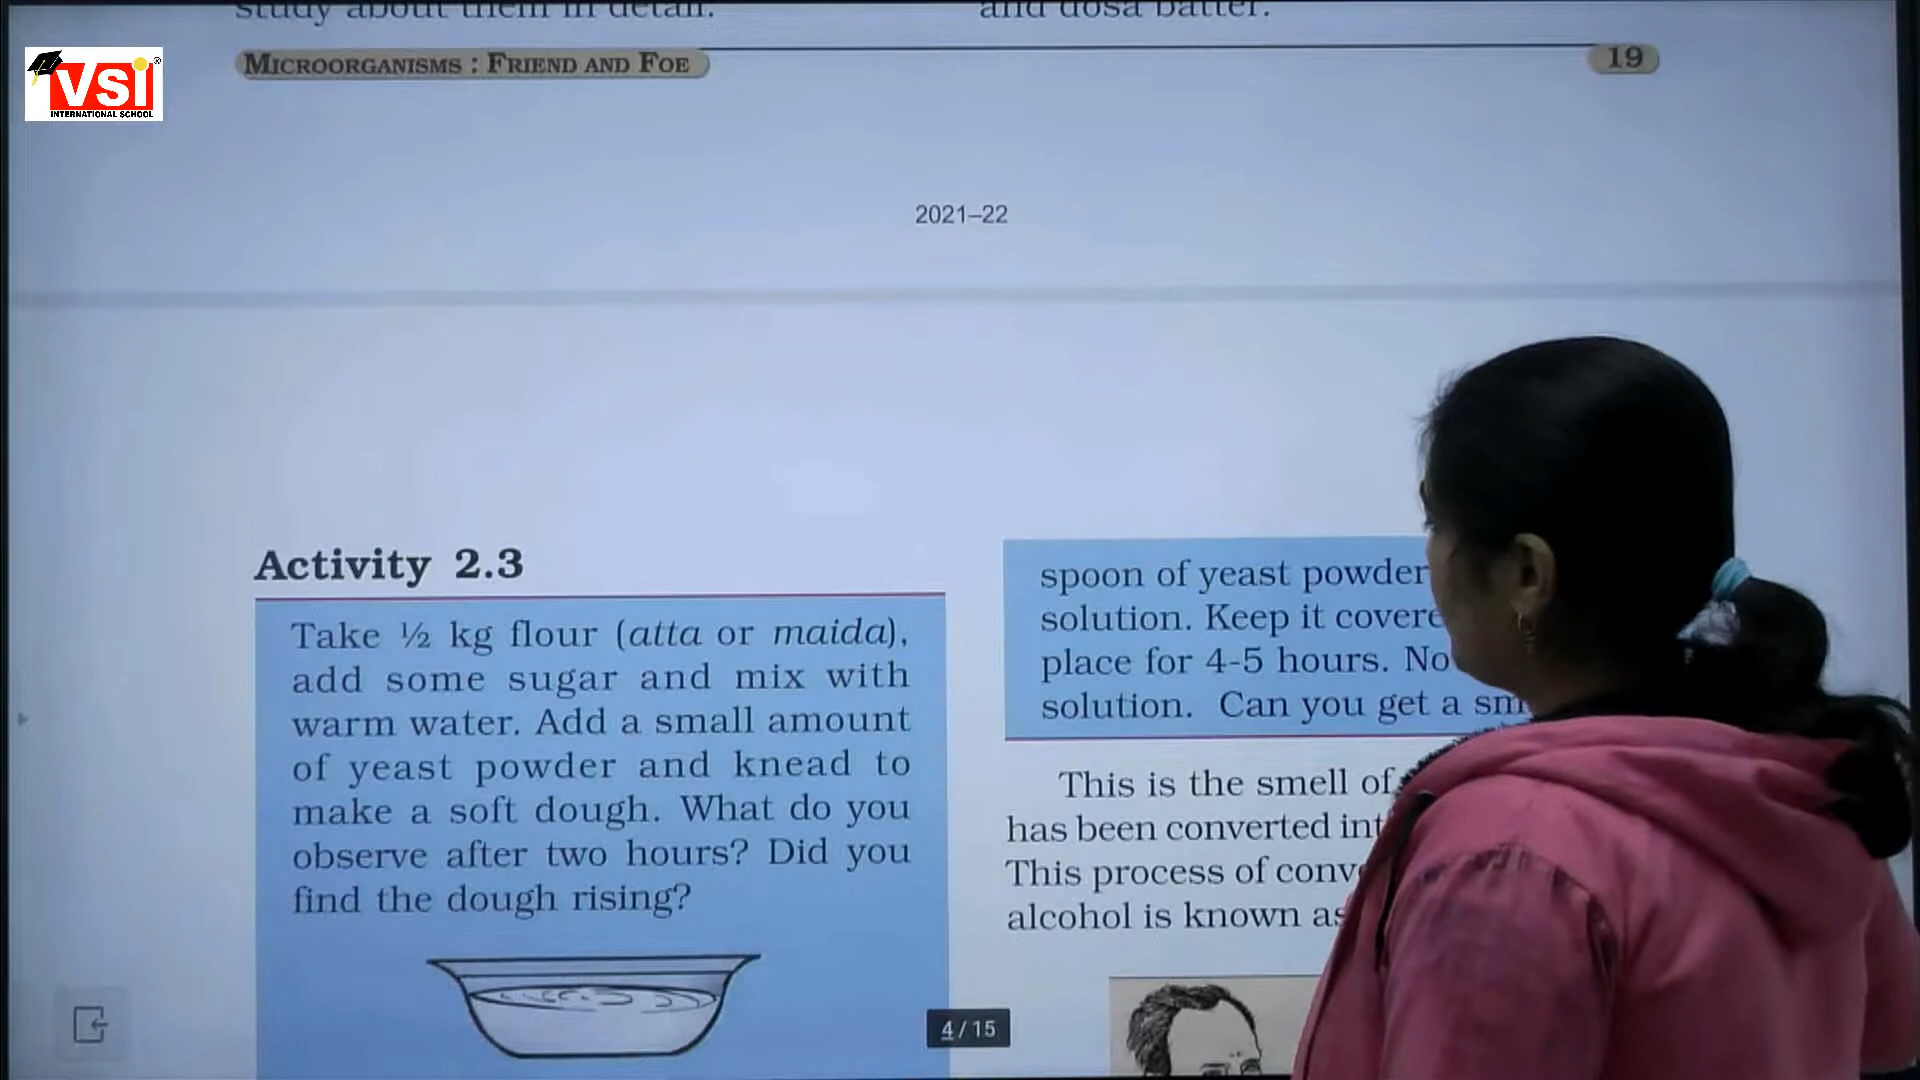 study about them in detail.
and dosa batter.
MICROORGANISMS : FRIEND AND FOE
19
VSI
INTERNATIONAL SCHOOL
2021–22
Activity 2.3
Take ½ kg flour (atta or maida),
add some sugar and mix with
warm water. Add a small amount
of yeast powder and knead to
make a soft dough. What do you
observe after two hours? Did you
find the dough rising?
spoon of yeast powder
solution. Keep it covere
place for 4-5 hours. No
solution. Can you get a sm
This is the smell of
has been converted int
This process of conv
alcohol is known as
4 / 15